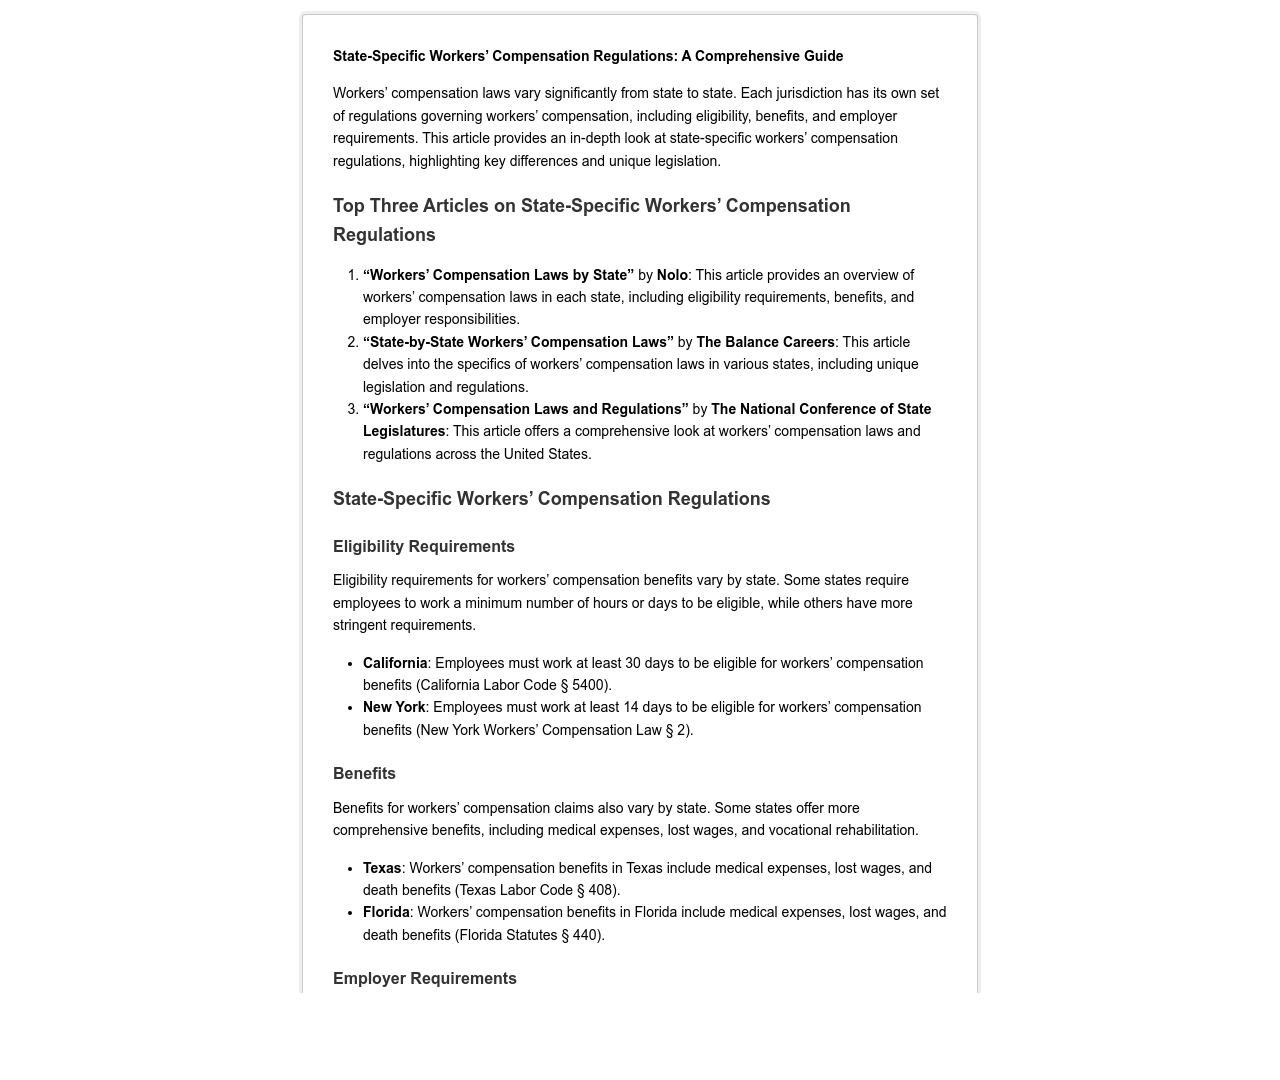 State-Specific Workers’ Compensation Regulations: A Comprehensive Guide
Workers’ compensation laws vary significantly from state to state. Each jurisdiction has its own set
of regulations governing workers’ compensation, including eligibility, benefits, and employer
requirements. This article provides an in-depth look at state-specific workers’ compensation
regulations, highlighting key differences and unique legislation.
Top Three Articles on State-Specific Workers’ Compensation
Regulations
1. “Workers’ Compensation Laws by State” by Nolo: This article provides an overview of
workers’ compensation laws in each state, including eligibility requirements, benefits, and
employer responsibilities.
2. “State-by-State Workers’ Compensation Laws” by The Balance Careers: This article
delves into the specifics of workers’ compensation laws in various states, including unique
legislation and regulations.
3. “Workers’ Compensation Laws and Regulations” by The National Conference of State
Legislatures: This article offers a comprehensive look at workers’ compensation laws and
regulations across the United States.
State-Specific Workers’ Compensation Regulations
Eligibility Requirements
Eligibility requirements for workers’ compensation benefits vary by state. Some states require
employees to work a minimum number of hours or days to be eligible, while others have more
stringent requirements.
• California: Employees must work at least 30 days to be eligible for workers’ compensation
benefits (California Labor Code § 5400).
• New York: Employees must work at least 14 days to be eligible for workers’ compensation
benefits (New York Workers’ Compensation Law § 2).
Benefits
Benefits for workers’ compensation claims also vary by state. Some states offer more
comprehensive benefits, including medical expenses, lost wages, and vocational rehabilitation.
• Texas: Workers’ compensation benefits in Texas include medical expenses, lost wages, and
death benefits (Texas Labor Code § 408).
• Florida: Workers’ compensation benefits in Florida include medical expenses, lost wages, and
death benefits (Florida Statutes § 440).
Employer Requirements